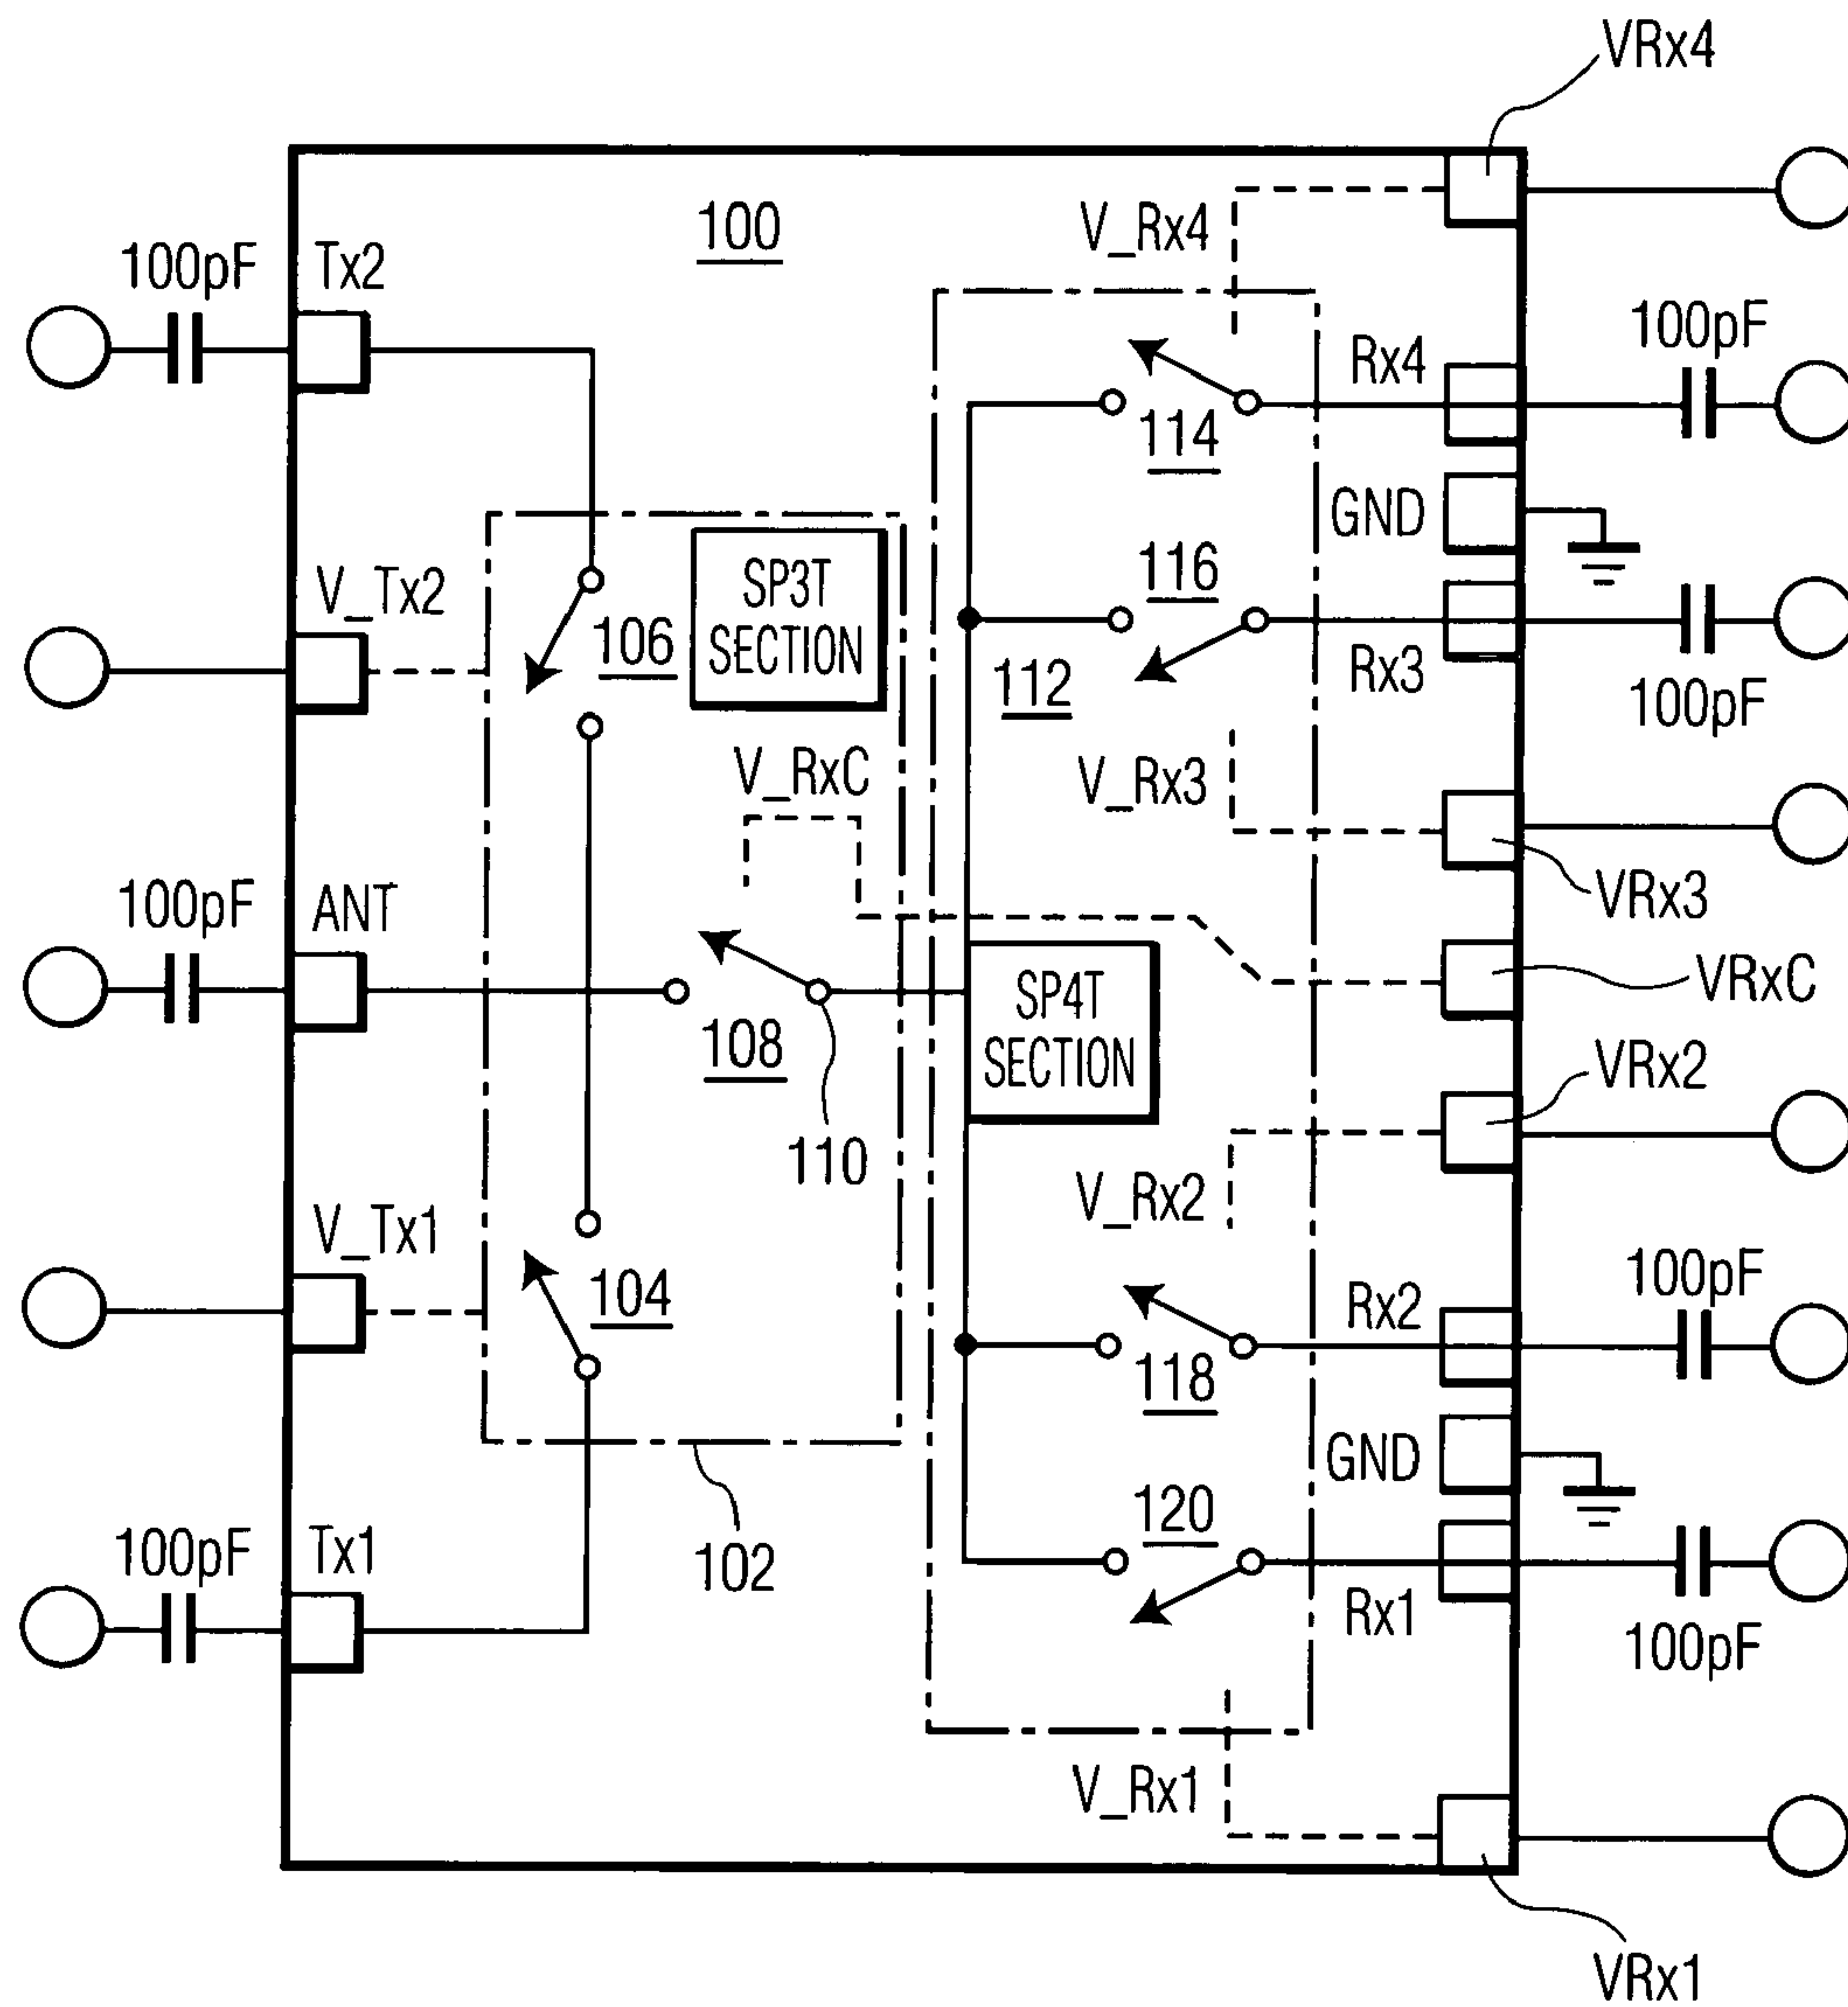 VRx4
100
V_Rx4
100pF
Tx2
100pF
Rx4
114
GND
V_Tx2
SP3T
SECTION
106
116
112
Rx3
100pF
V_RxC
V_Rx3
VRx3
100pF
ANT
SP4T
SECTION
VRxC
108
110
VRx2
V_Rx2
V_Tx1
104
100pF
Rx2
118
GND
120
100pF
Tx1
102
Rx1
100pF
V_Rx1
VRx1